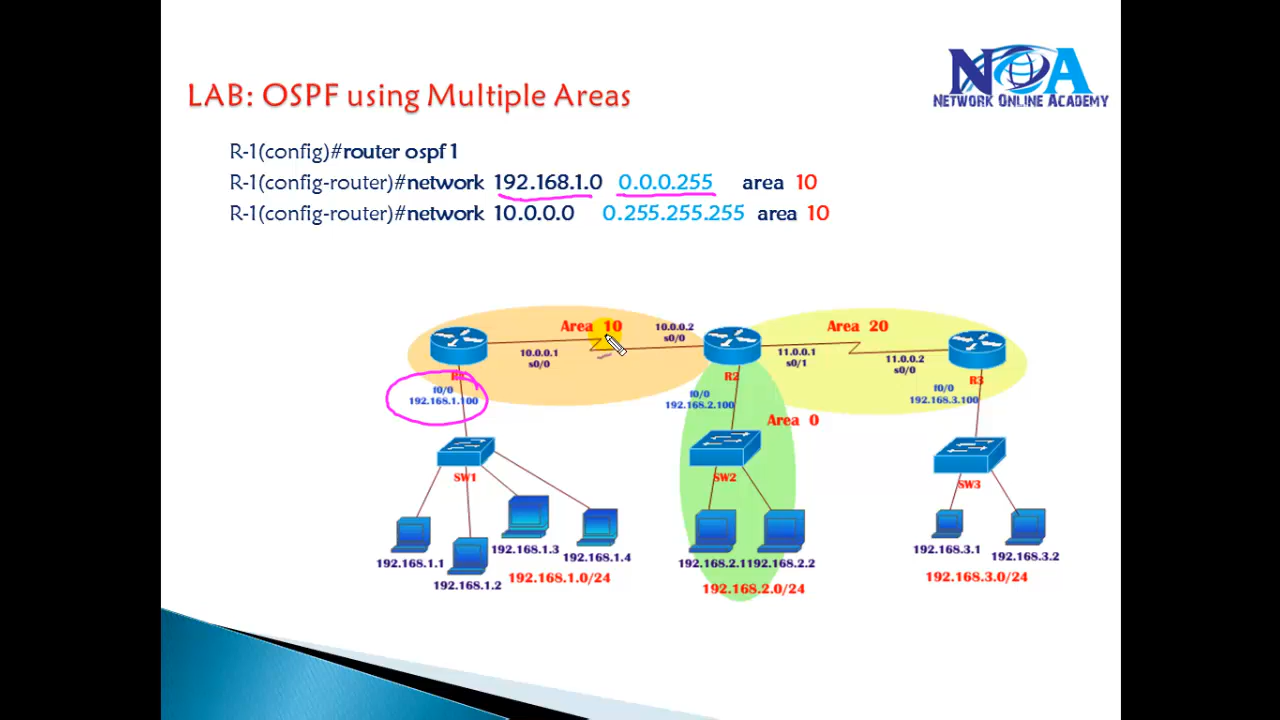 NOA
NETWORK ONLINE ACADEMY
LAB: OSPF using Multiple Areas
R-1(config)#router ospf 1
R-1(config-router)#network 192.168.1.0 0.0.0.255 area 10
R-1(config-router)#network 10.0.0.0 0.255.255.255 area 10
Area 10
10.0.0.2
s0/0
Area 20
10.0.0.1
s0/0
11.0.0.1
s0/1
11.0.0.2
s0/0
R1
f0/0
192.168.1.100
R2
f0/0
192.168.2.100
R3
f0/0
192.168.3.100
Area 0
SW1
SW2
SW3
192.168.1.1
192.168.1.2
192.168.1.3
192.168.1.4
192.168.1.0/24
192.168.2.1
192.168.2.2
192.168.2.0/24
192.168.3.1
192.168.3.2
192.168.3.0/24